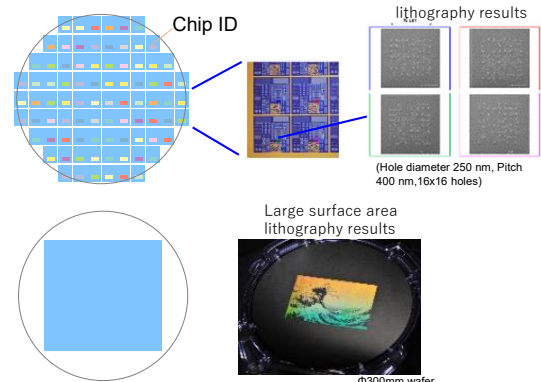 lithography results
Chip ID
(Hole diameter 250 nm, Pitch
400 nm,16x16 holes)
Large surface area
lithography results
Φ300mm wafer